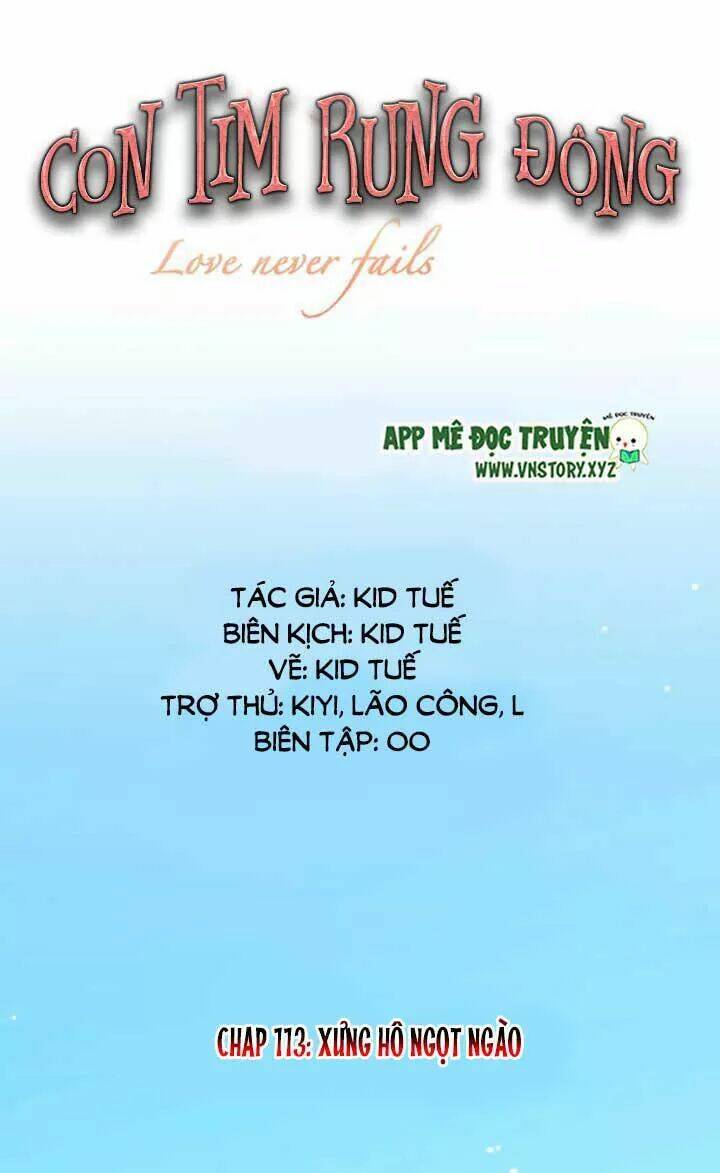 CON TIM RUNG ĐỘNG
Love never fails
MÊ ĐỌC TRUYỆN
APP MÊ ĐỌC TRUYỆN
WWW.VNSTORY.XYZ
TÁC GIẢ: KID TUẾ
BIÊN KỊCH: KID TUẾ
VẼ: KID TUẾ
TRỢ THỦ: KIYI, LÃO CÔNG, L
BIÊN TẬP: OO
CHAP 113: XƯNG HÔ NGỌT NGÀO